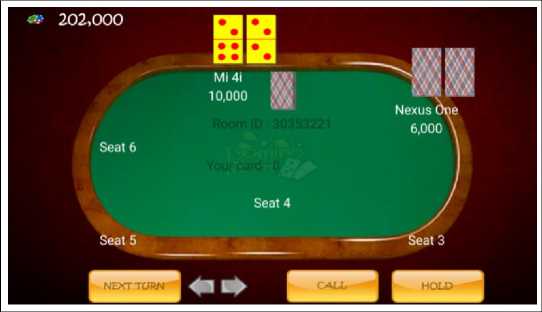 202,000
Mi 4i
10,000
Nexus One
6,000
Room ID : 30353221
Seat 6
Your card : 0
Seat 4
Seat 5
Seat 3
NEXT TURN
CALL
HOLD